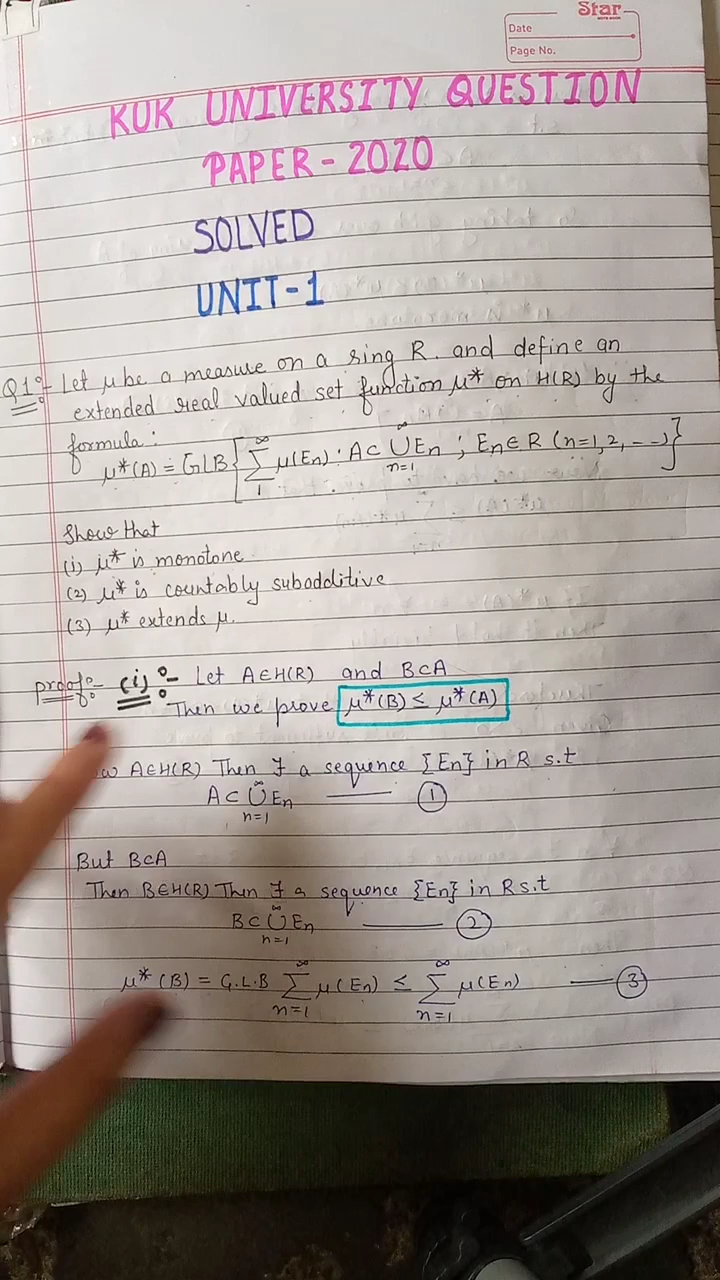 Star
Date
Page No.
KUK UNIVERSITY QUESTION
PAPER - 2020
SOLVED
UNIT-1
Q1:- Let μ be a measure on a ring R. and define an
extended real valued set function μ* on H(R) by the
formula:
μ*(A) = GLB { ∑_{1}^{∞} μ(En) : A⊂ ∪_{n=1}^{∞} En ; En∈R (n=1,2,---) }
Show that
(i) μ* is monotone
(2) μ* is countably subadditive
(3) μ* extends μ.
proof:- (i):- Let A∈H(R) and B⊂A
Then we prove μ*(B) ≤ μ*(A)
A∈H(R) Then ∃ a sequence {En} in R s.t
A⊂ ∪_{n=1}^{∞} En —— ①
But B⊂A
Then B∈H(R) Then ∃ a sequence {En} in R s.t
B⊂ ∪_{n=1}^{∞} En —— ②
μ*(B) = G.L.B ∑_{n=1}^{∞} μ(En) ≤ ∑_{n=1}^{∞} μ(En) —— ③